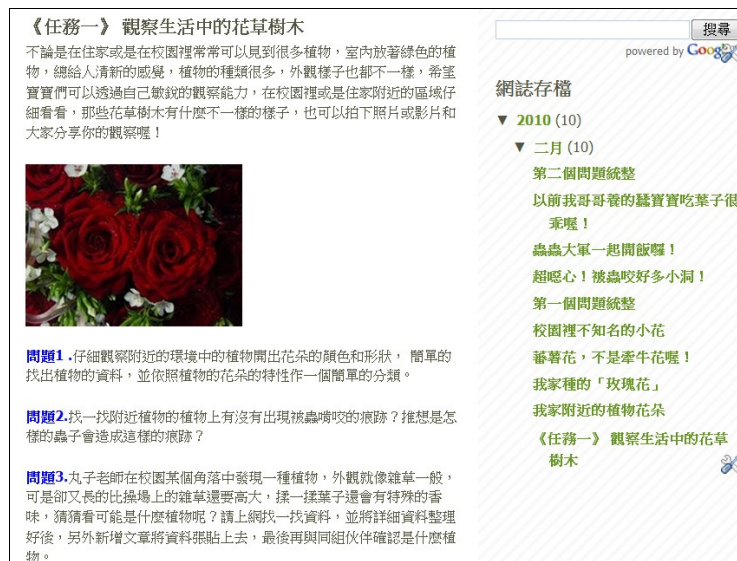 《任務一》 觀察生活中的花草樹木
不論是在住家或是在校園裡常常可以見到很多植物，室內放著綠色的植
物，總給人清新的感覺，植物的種類很多，外觀樣子也都不一樣，希望
寶寶們可以透過自己敏銳的觀察能力，在校園裡或是住家附近的區域仔
細看看，那些花草樹木有什麼不一樣的樣子，也可以拍下照片或影片和
大家分享你的觀察喔！
問題1 .仔細觀察附近的環境中的植物開出花朵的顏色和形狀， 簡單的
找出植物的資料，並依照植物的花朵的特性作一個簡單的分類。
問題2.找一找附近植物的植物上有沒有出現被蟲啃咬的痕跡？推想是怎
樣的蟲子會造成這樣的痕跡？
問題3.丸子老師在校園某個角落中發現一種植物，外觀就像雜草一般，
可是卻又長的比操場上的雜草還要高大，揉一揉葉子還會有特殊的香
味，猜猜看可能是什麼植物呢？請上網找一找資料，並將詳細資料整理
好後，另外新增文章將資料張貼上去，最後再與同組伙伴確認是什麼植
物。
搜尋
powered by Google
網誌存檔
▼ 2010 (10)
▼ 二月 (10)
第二個問題統整
以前我哥哥養的蠶寶寶吃葉子很
乖喔！
蟲蟲大軍一起開飯囉！
超噁心！被蟲咬好多小洞！
第一個問題統整
校園裡不知名的小花
蕃薯花，不是牽牛花喔！
我家種的「玫瑰花」
我家附近的植物花朵
《任務一》 觀察生活中的花草
樹木